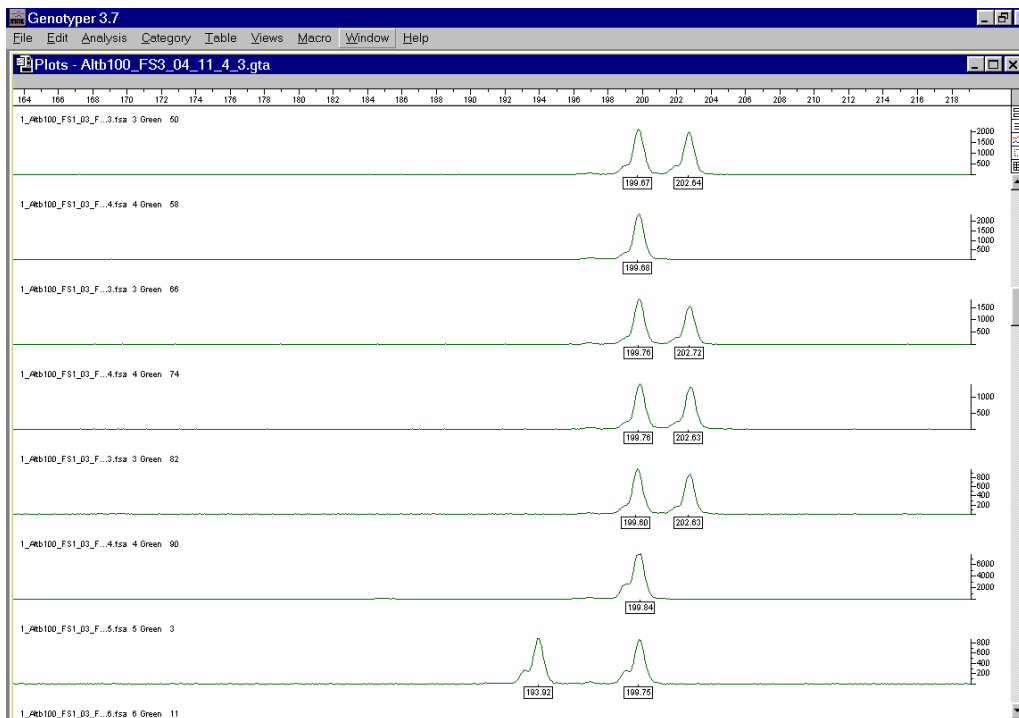 Genotyper 3.7
File Edit Analysis Category Table Views Macro Window Help
Plots - Altb100_FS3_04_11_4_3.gta
164 166 168 170 172 174 176 178 180 182 184 186 188 190 192 194 196 198 200 202 204 206 208 210 212 214 216 218
1_Altb100_FS1_03_F...3.fsa 3 Green 50
2000
1500
1000
500
199.67 202.64
1_Altb100_FS1_03_F...4.fsa 4 Green 58
2000
1500
1000
500
199.68
1_Altb100_FS1_03_F...3.fsa 3 Green 66
1500
1000
500
199.76 202.72
1_Altb100_FS1_03_F...4.fsa 4 Green 74
1000
500
199.76 202.63
1_Altb100_FS1_03_F...3.fsa 3 Green 82
800
600
400
200
199.60 202.63
1_Altb100_FS1_03_F...4.fsa 4 Green 90
6000
4000
2000
199.84
1_Altb100_FS1_03_F...5.fsa 5 Green 3
800
600
400
200
193.92 199.75
1_Altb100_FS1_03_F...6.fsa 6 Green 11